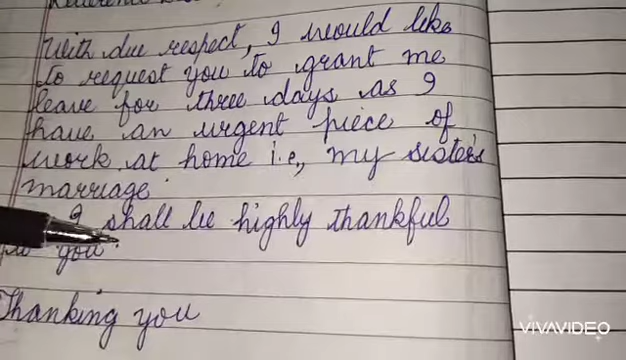 With due respect, I would like
to request you to grant me
leave for three days as I
have an urgent piece of
work at home i.e., my sister's
marriage.
I shall be highly thankful
to you.
Thanking you
VIVAVIDEO